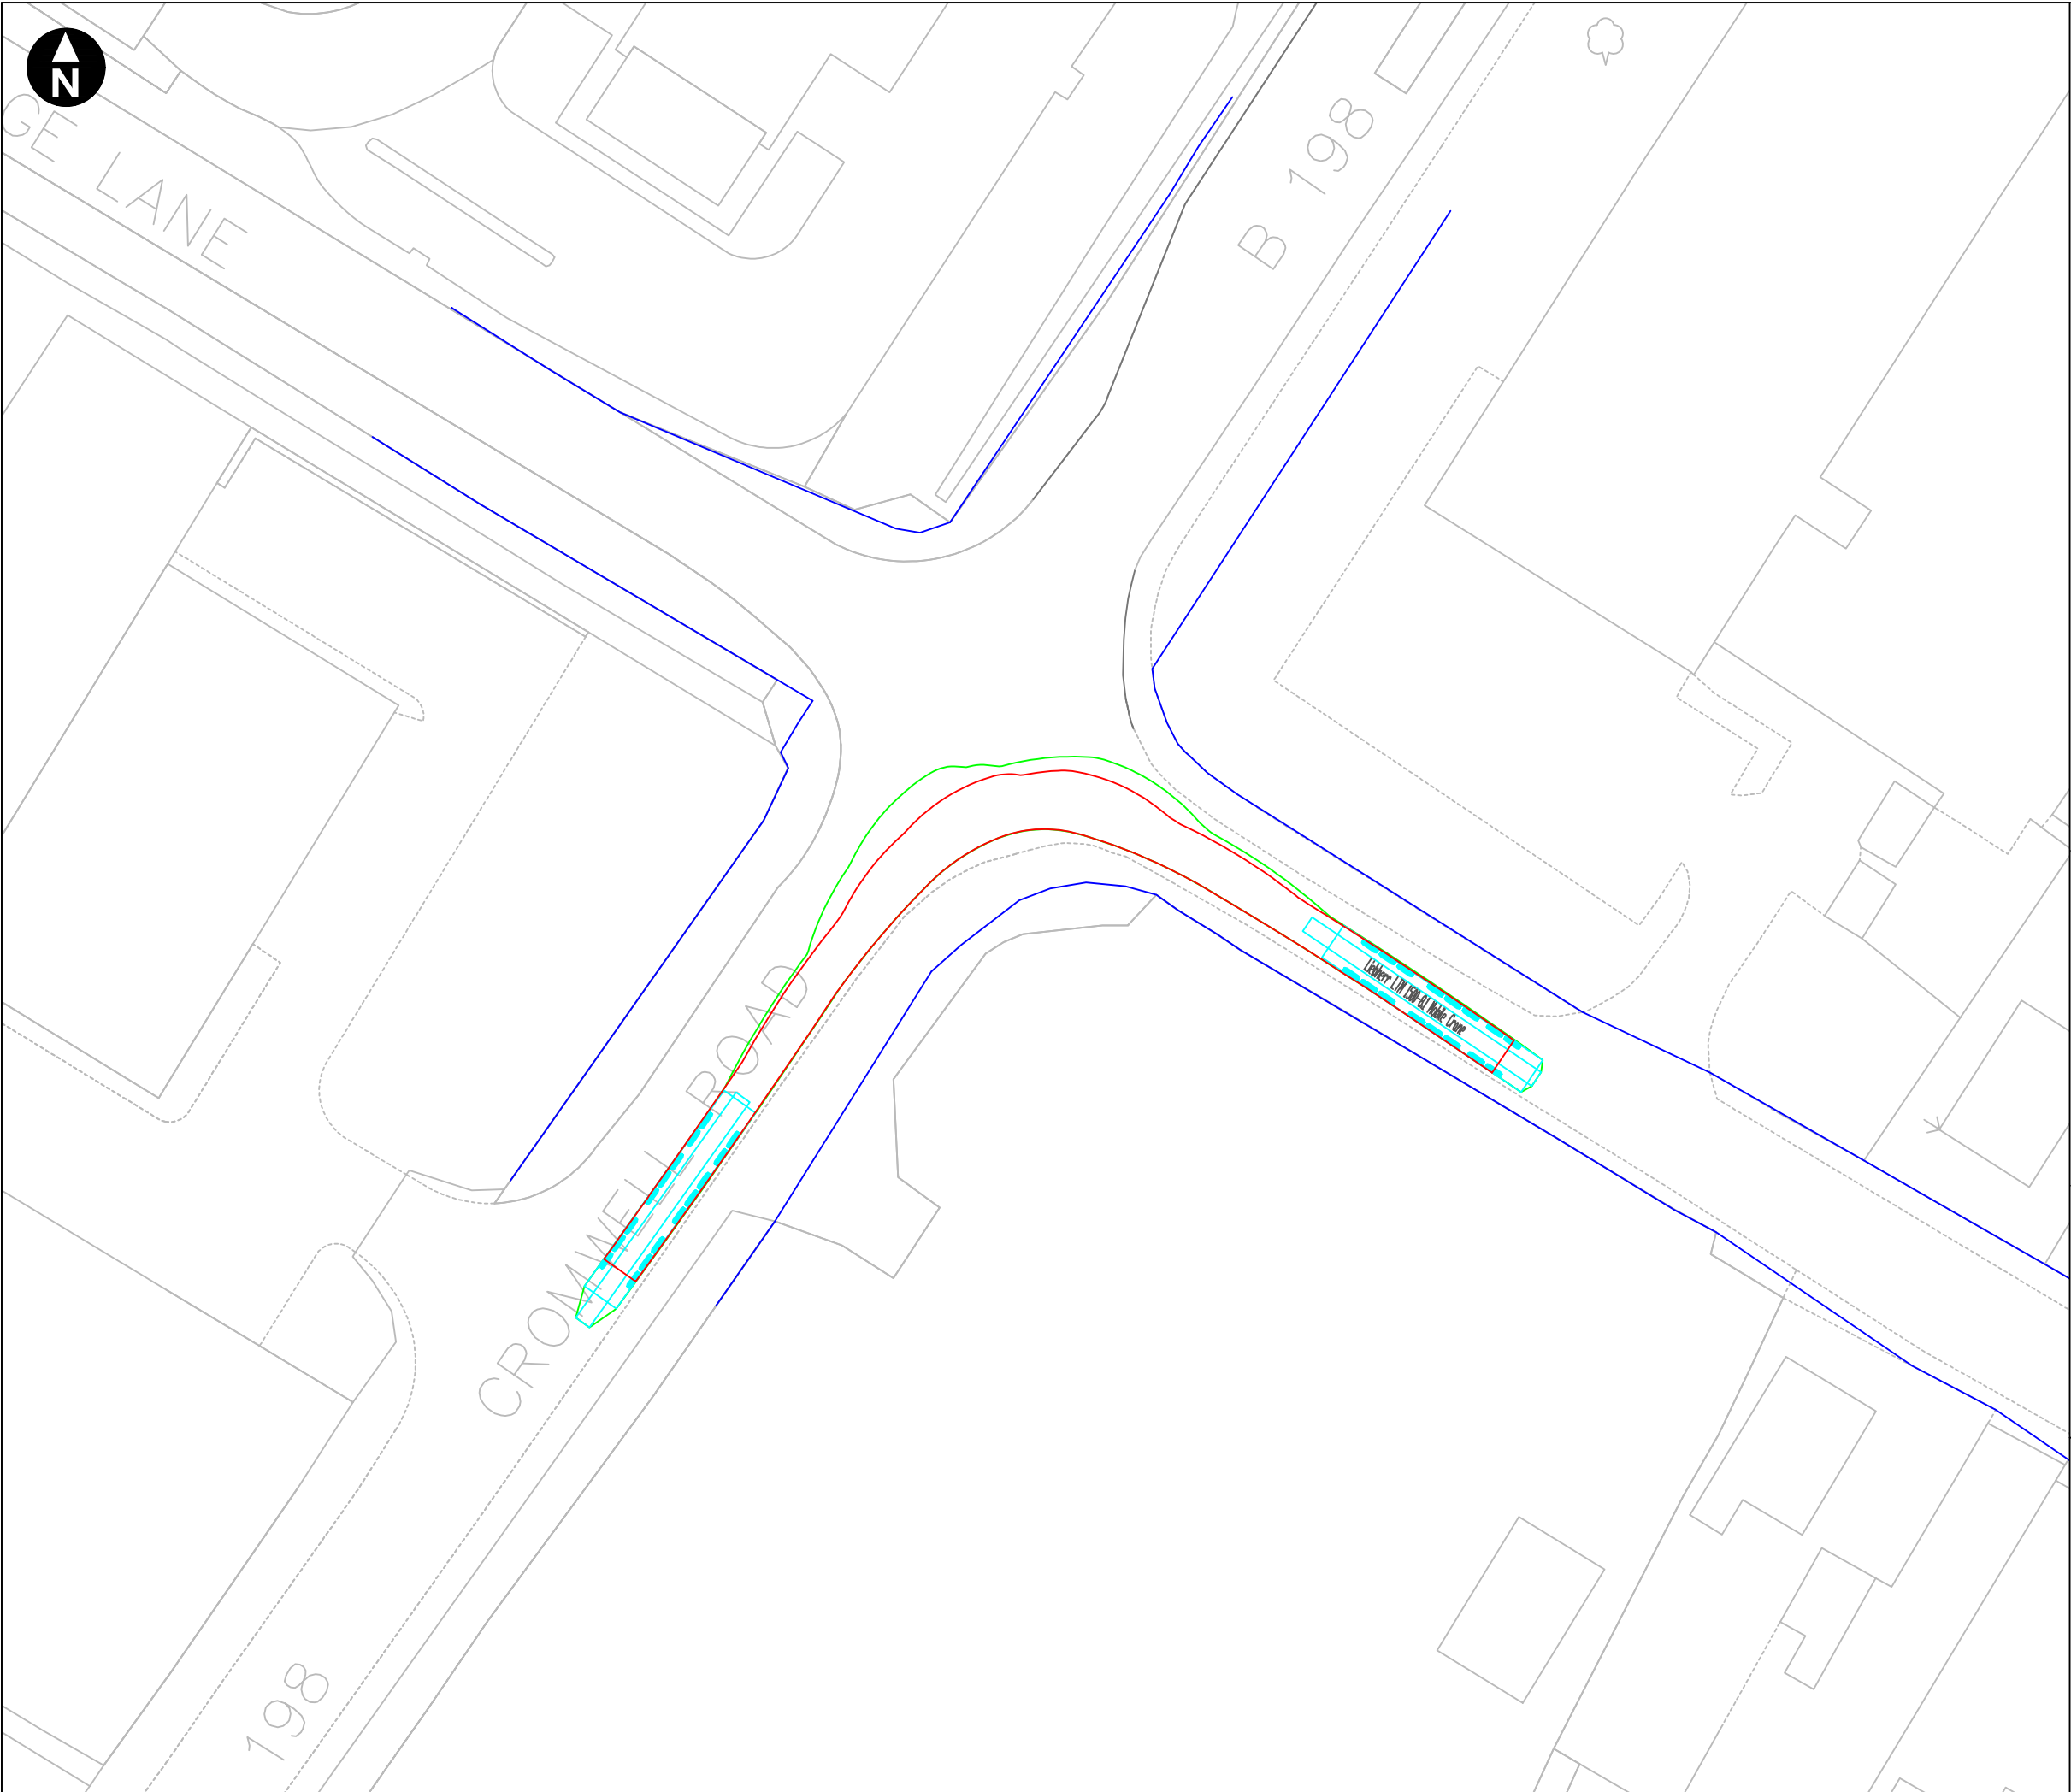 N
GE LANE
B 198
Liebherr LTM 1500-8.1 Mobile Crane
CROMWELL ROAD
198